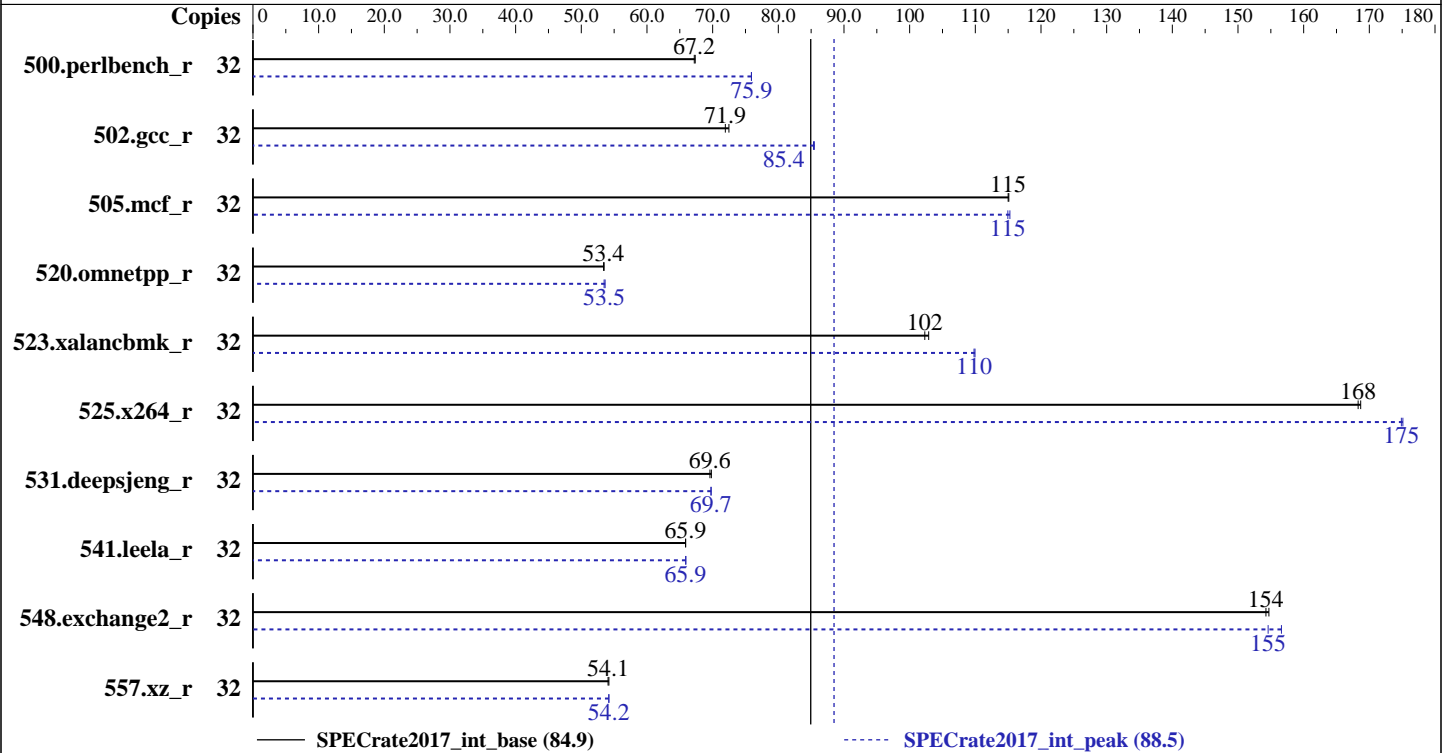 Copies 0 10.0 20.0 30.0 40.0 50.0 60.0 70.0 80.0 90.0 100 110 120 130 140 150 160 170 180
67.2
500.perlbench_r 32
75.9
71.9
502.gcc_r 32
85.4
115
505.mcf_r 32
115
53.4
520.omnetpp_r 32
53.5
102
523.xalancbmk_r 32
110
168
525.x264_r 32
175
69.6
531.deepsjeng_r 32
69.7
65.9
541.leela_r 32
65.9
154
548.exchange2_r 32
155
54.1
557.xz_r 32
54.2
SPECrate2017_int_base (84.9) SPECrate2017_int_peak (88.5)